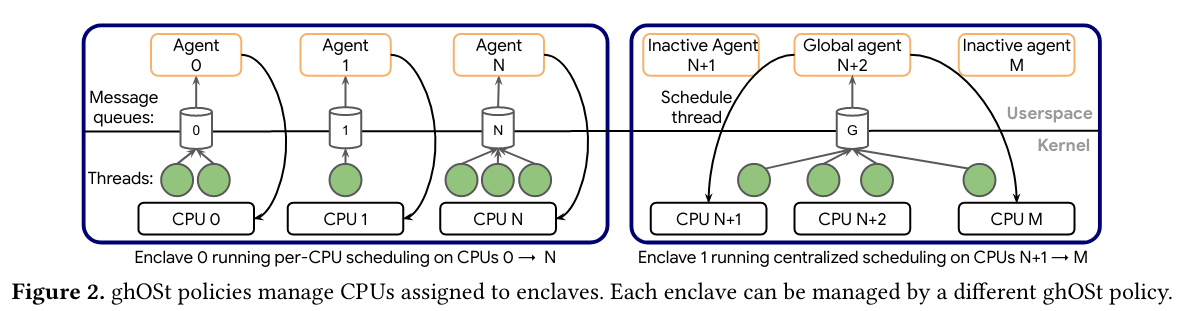 Agent
0
Agent
1
Agent
N
Inactive Agent
N+1
Global agent
N+2
Inactive agent
M
Message
queues:
0
1
N
Schedule
thread
G
Userspace
Kernel
Threads:
CPU 0
CPU 1
CPU N
CPU N+1
CPU N+2
CPU M
Enclave 0 running per-CPU scheduling on CPUs 0 → N
Enclave 1 running centralized scheduling on CPUs N+1 → M
Figure 2. ghOSt policies manage CPUs assigned to enclaves. Each enclave can be managed by a different ghOSt policy.